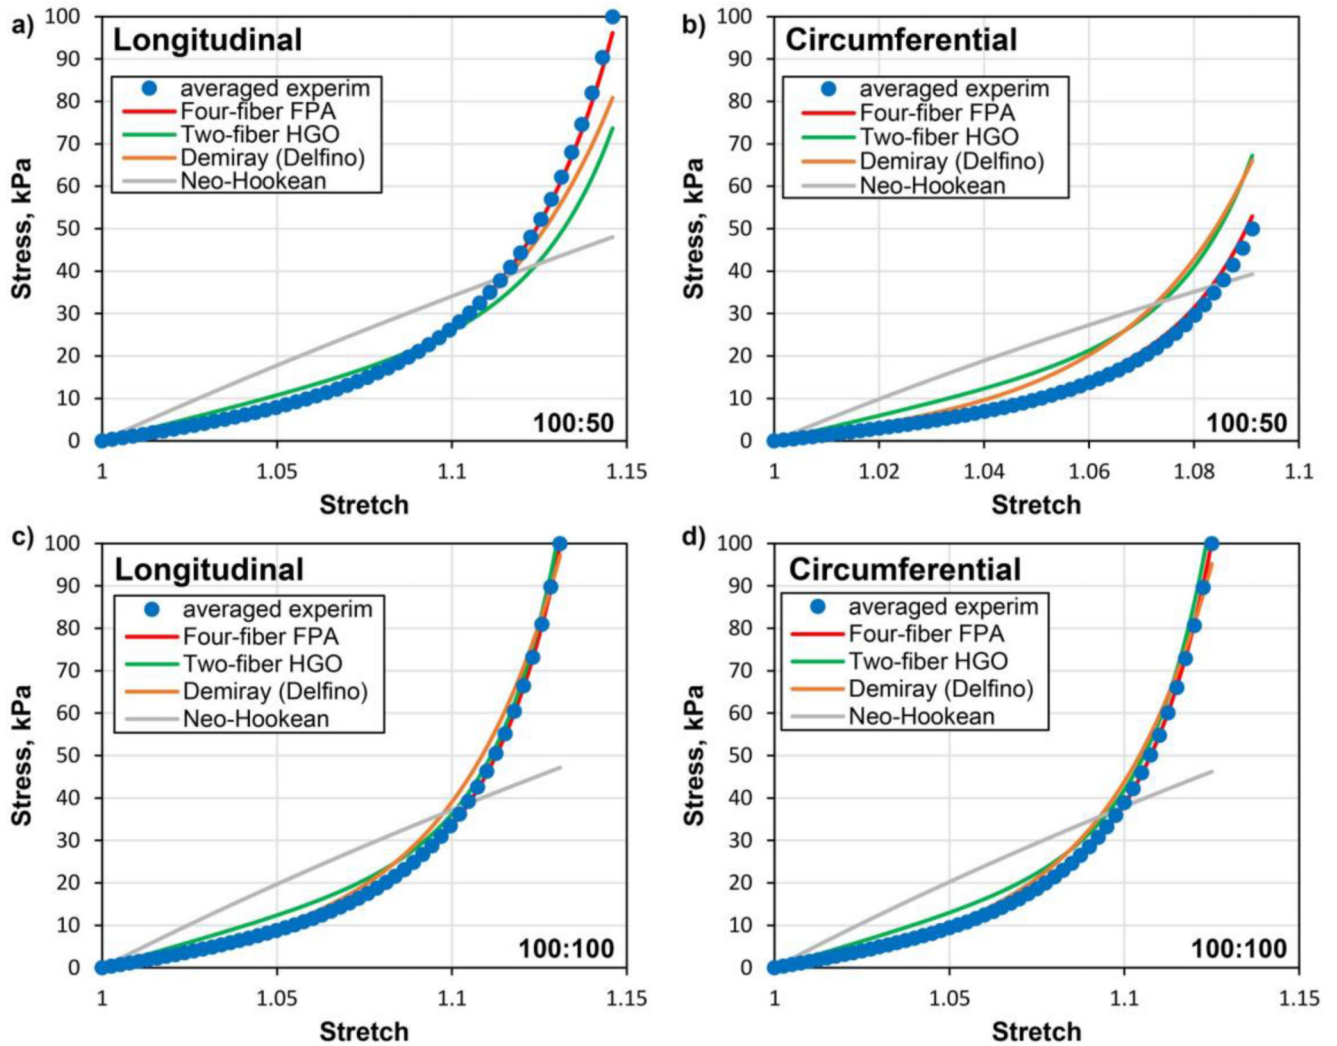 a)
Longitudinal
averaged experim
Four-fiber FPA
Two-fiber HGO
Demiray (Delfino)
Neo-Hookean
100:50
Stress, kPa
100
90
80
70
60
50
40
30
20
10
0
1
1.05
1.1
1.15
Stretch
b)
Circumferential
averaged experim
Four-fiber FPA
Two-fiber HGO
Demiray (Delfino)
Neo-Hookean
100:50
Stress, kPa
100
90
80
70
60
50
40
30
20
10
0
1
1.02
1.04
1.06
1.08
1.1
Stretch
c)
Longitudinal
averaged experim
Four-fiber FPA
Two-fiber HGO
Demiray (Delfino)
Neo-Hookean
100:100
Stress, kPa
100
90
80
70
60
50
40
30
20
10
0
1
1.05
1.1
1.15
Stretch
d)
Circumferential
averaged experim
Four-fiber FPA
Two-fiber HGO
Demiray (Delfino)
Neo-Hookean
100:100
Stress, kPa
100
90
80
70
60
50
40
30
20
10
0
1
1.05
1.1
1.15
Stretch